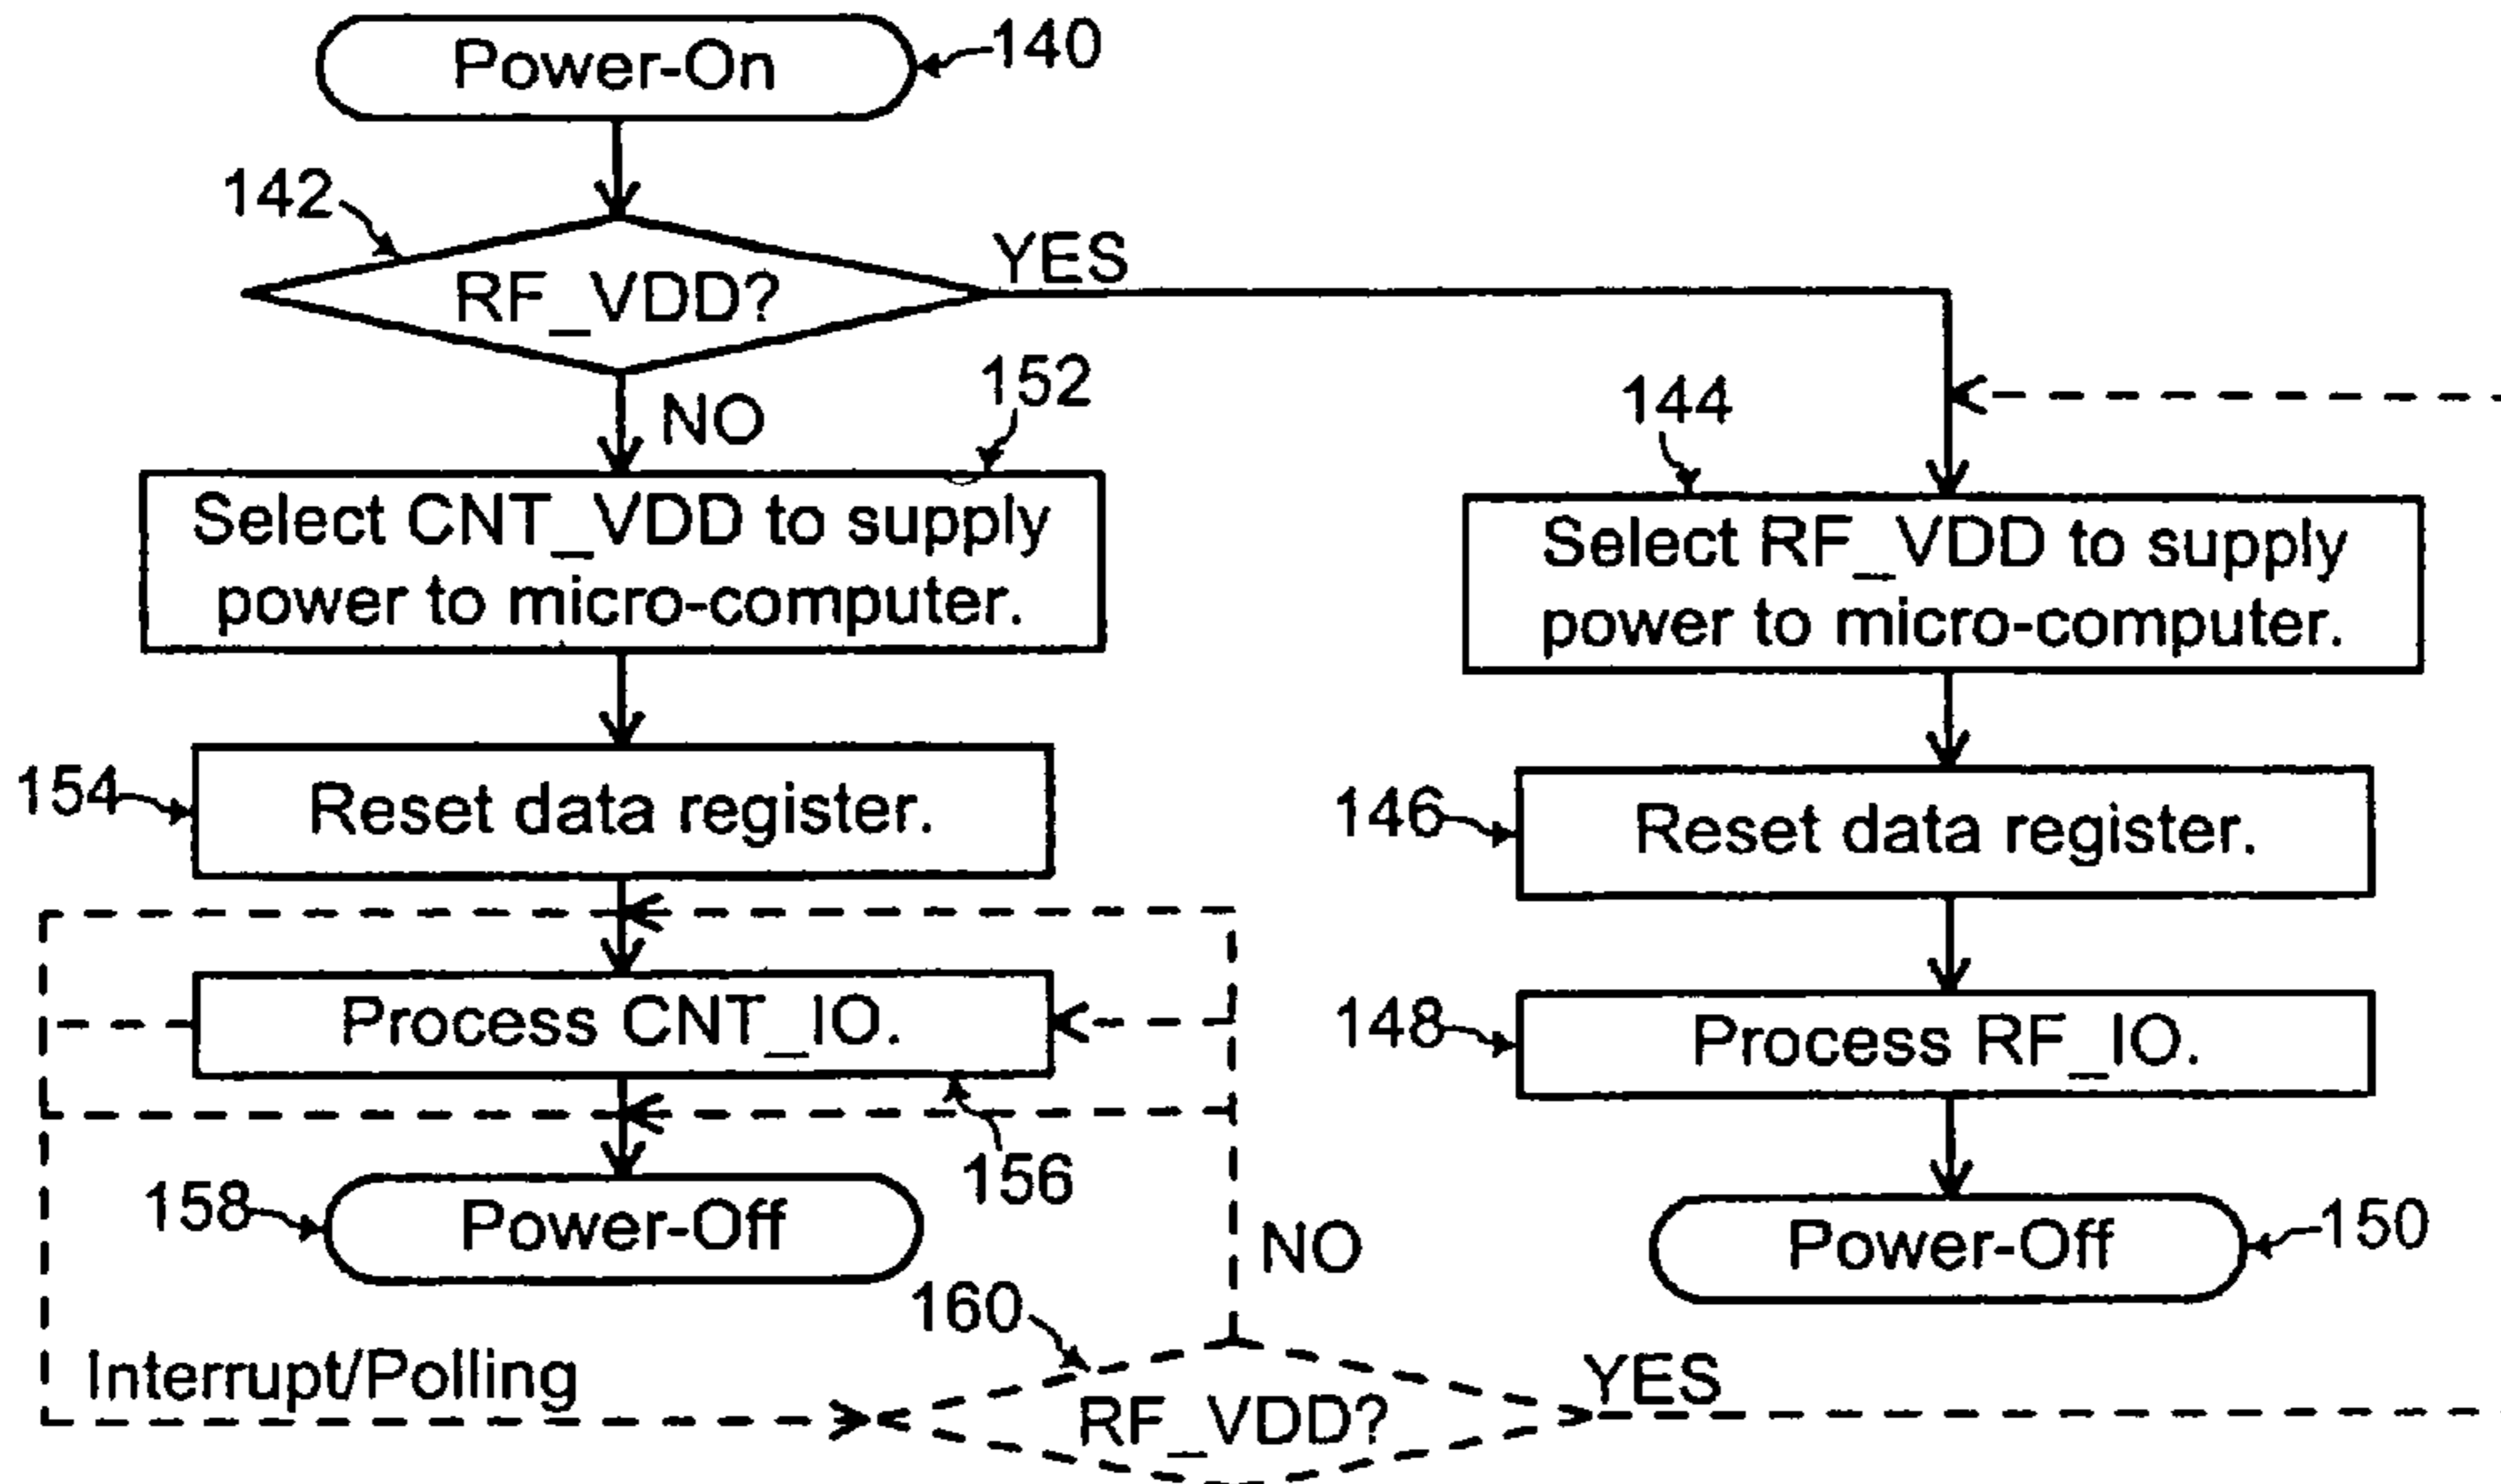 Power-On
140
142
RF_VDD?
YES
NO
152
144
Select CNT_VDD to supply
power to micro-computer.
Select RF_VDD to supply
power to micro-computer.
154
Reset data register.
146
Reset data register.
Process CNT_IO.
148
Process RF_IO.
156
158
Power-Off
NO
Power-Off
150
160
Interrupt/Polling
RF_VDD?
YES